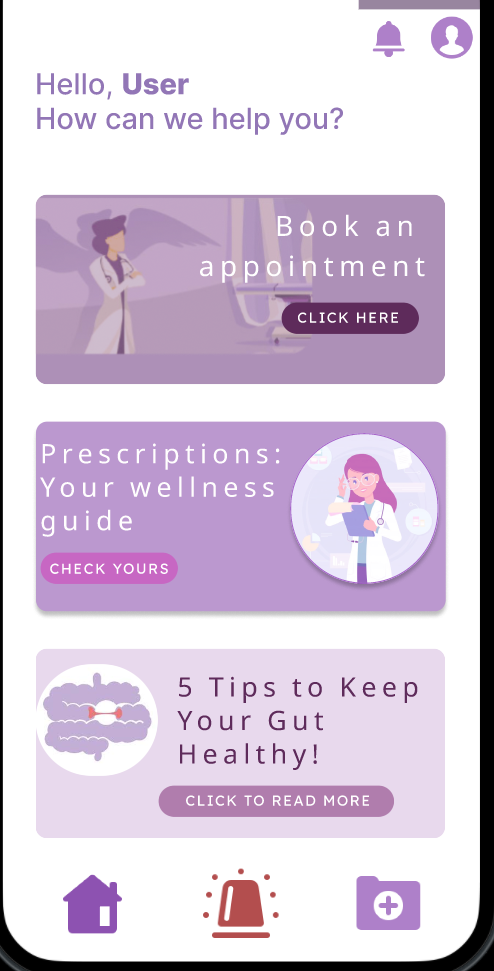 Hello, User
How can we help you?
Book an
appointment
CLICK HERE
Prescriptions:
Your wellness
guide
CHECK YOURS
5 Tips to Keep
Your Gut
Healthy!
CLICK TO READ MORE